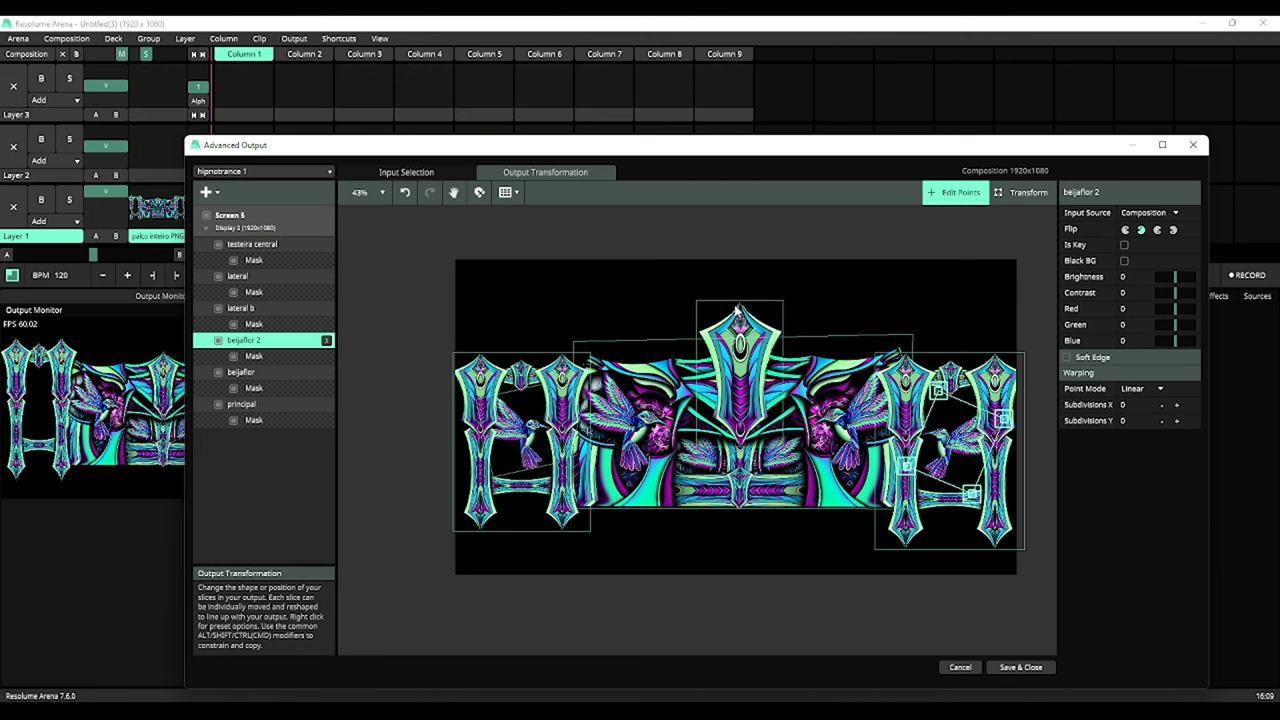 Resolume Arena - Untitled(3) (1920 x 1080)
Arena Composition Deck Group Layer Column Clip Output Shortcuts View
Composition X B M S Column 1 Column 2 Column 3 Column 4 Column 5 Column 6 Column 7 Column 8 Column 9
B S V T
Add Alph
Layer 3 A B
B S V
Add
Layer 2 A B
B S V
Add
Layer 1 A B palco inteiro PNG
A B
BPM 120 - + RECORD
Output Monito
Output Monitor
FPS 60.02
ffects Sources
Advanced Output
hipnotrance 1
Input Selection Output Transformation Composition 1920x1080
43% Edit Points Transform
Screen 5
Display 2 (1920x1080)
testeira central
Mask
lateral
Mask
lateral b
Mask
beijaflor 2 X
Mask
beijaflor
Mask
principal
Mask
Output Transformation
Change the shape or position of your
slices in your output. Each slice can
be individually moved and reshaped
to line up with your output. Right click
for preset options. Use the common
ALT/SHIFT/CTRL(CMD) modifiers to
constrain and copy.
beijaflor 2
Input Source Composition
Flip
Is Key
Black BG
Brightness 0
Contrast 0
Red 0
Green 0
Blue 0
Soft Edge
Warping
Point Mode Linear
Subdivisions X 0 - +
Subdivisions Y 0 - +
Cancel Save & Close
Resolume Arena 7.6.0 16:09